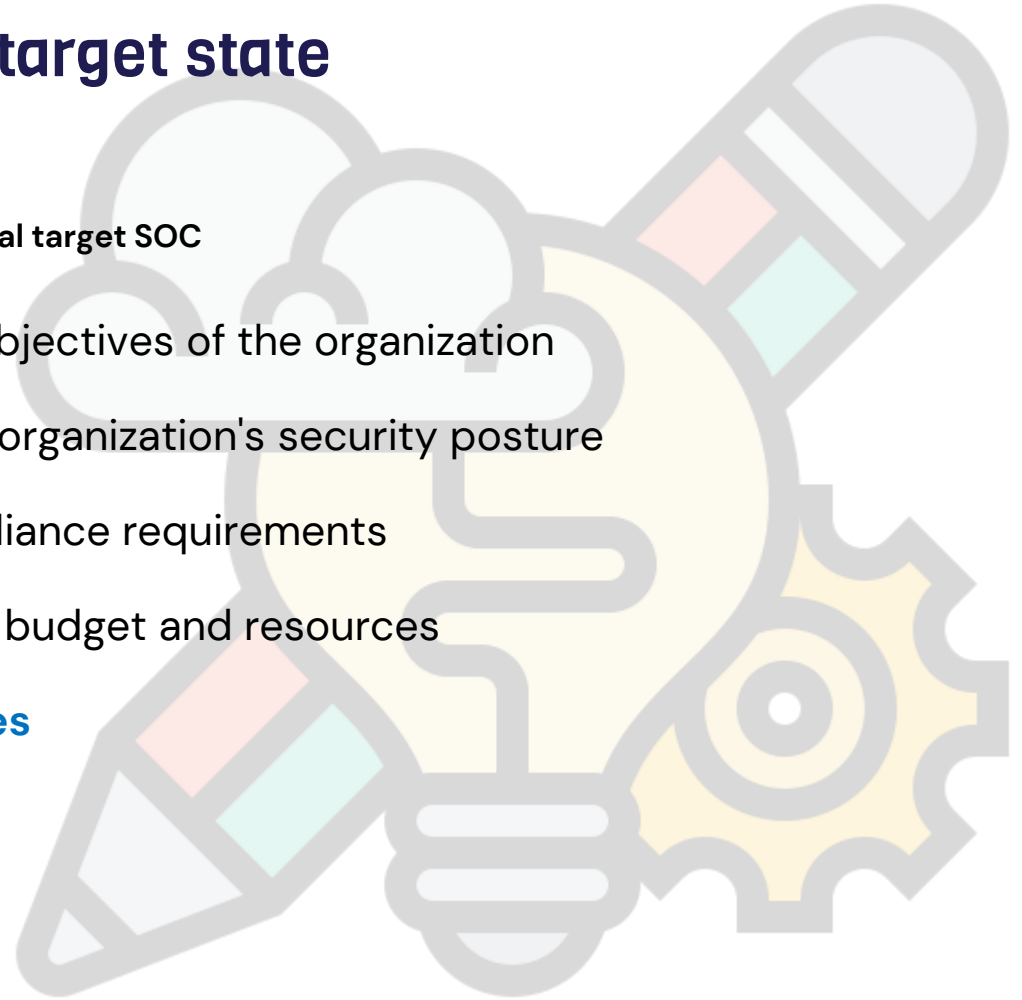 target state
al target SOC
bjectives of the organization
organization's security posture
liance requirements
budget and resources
es